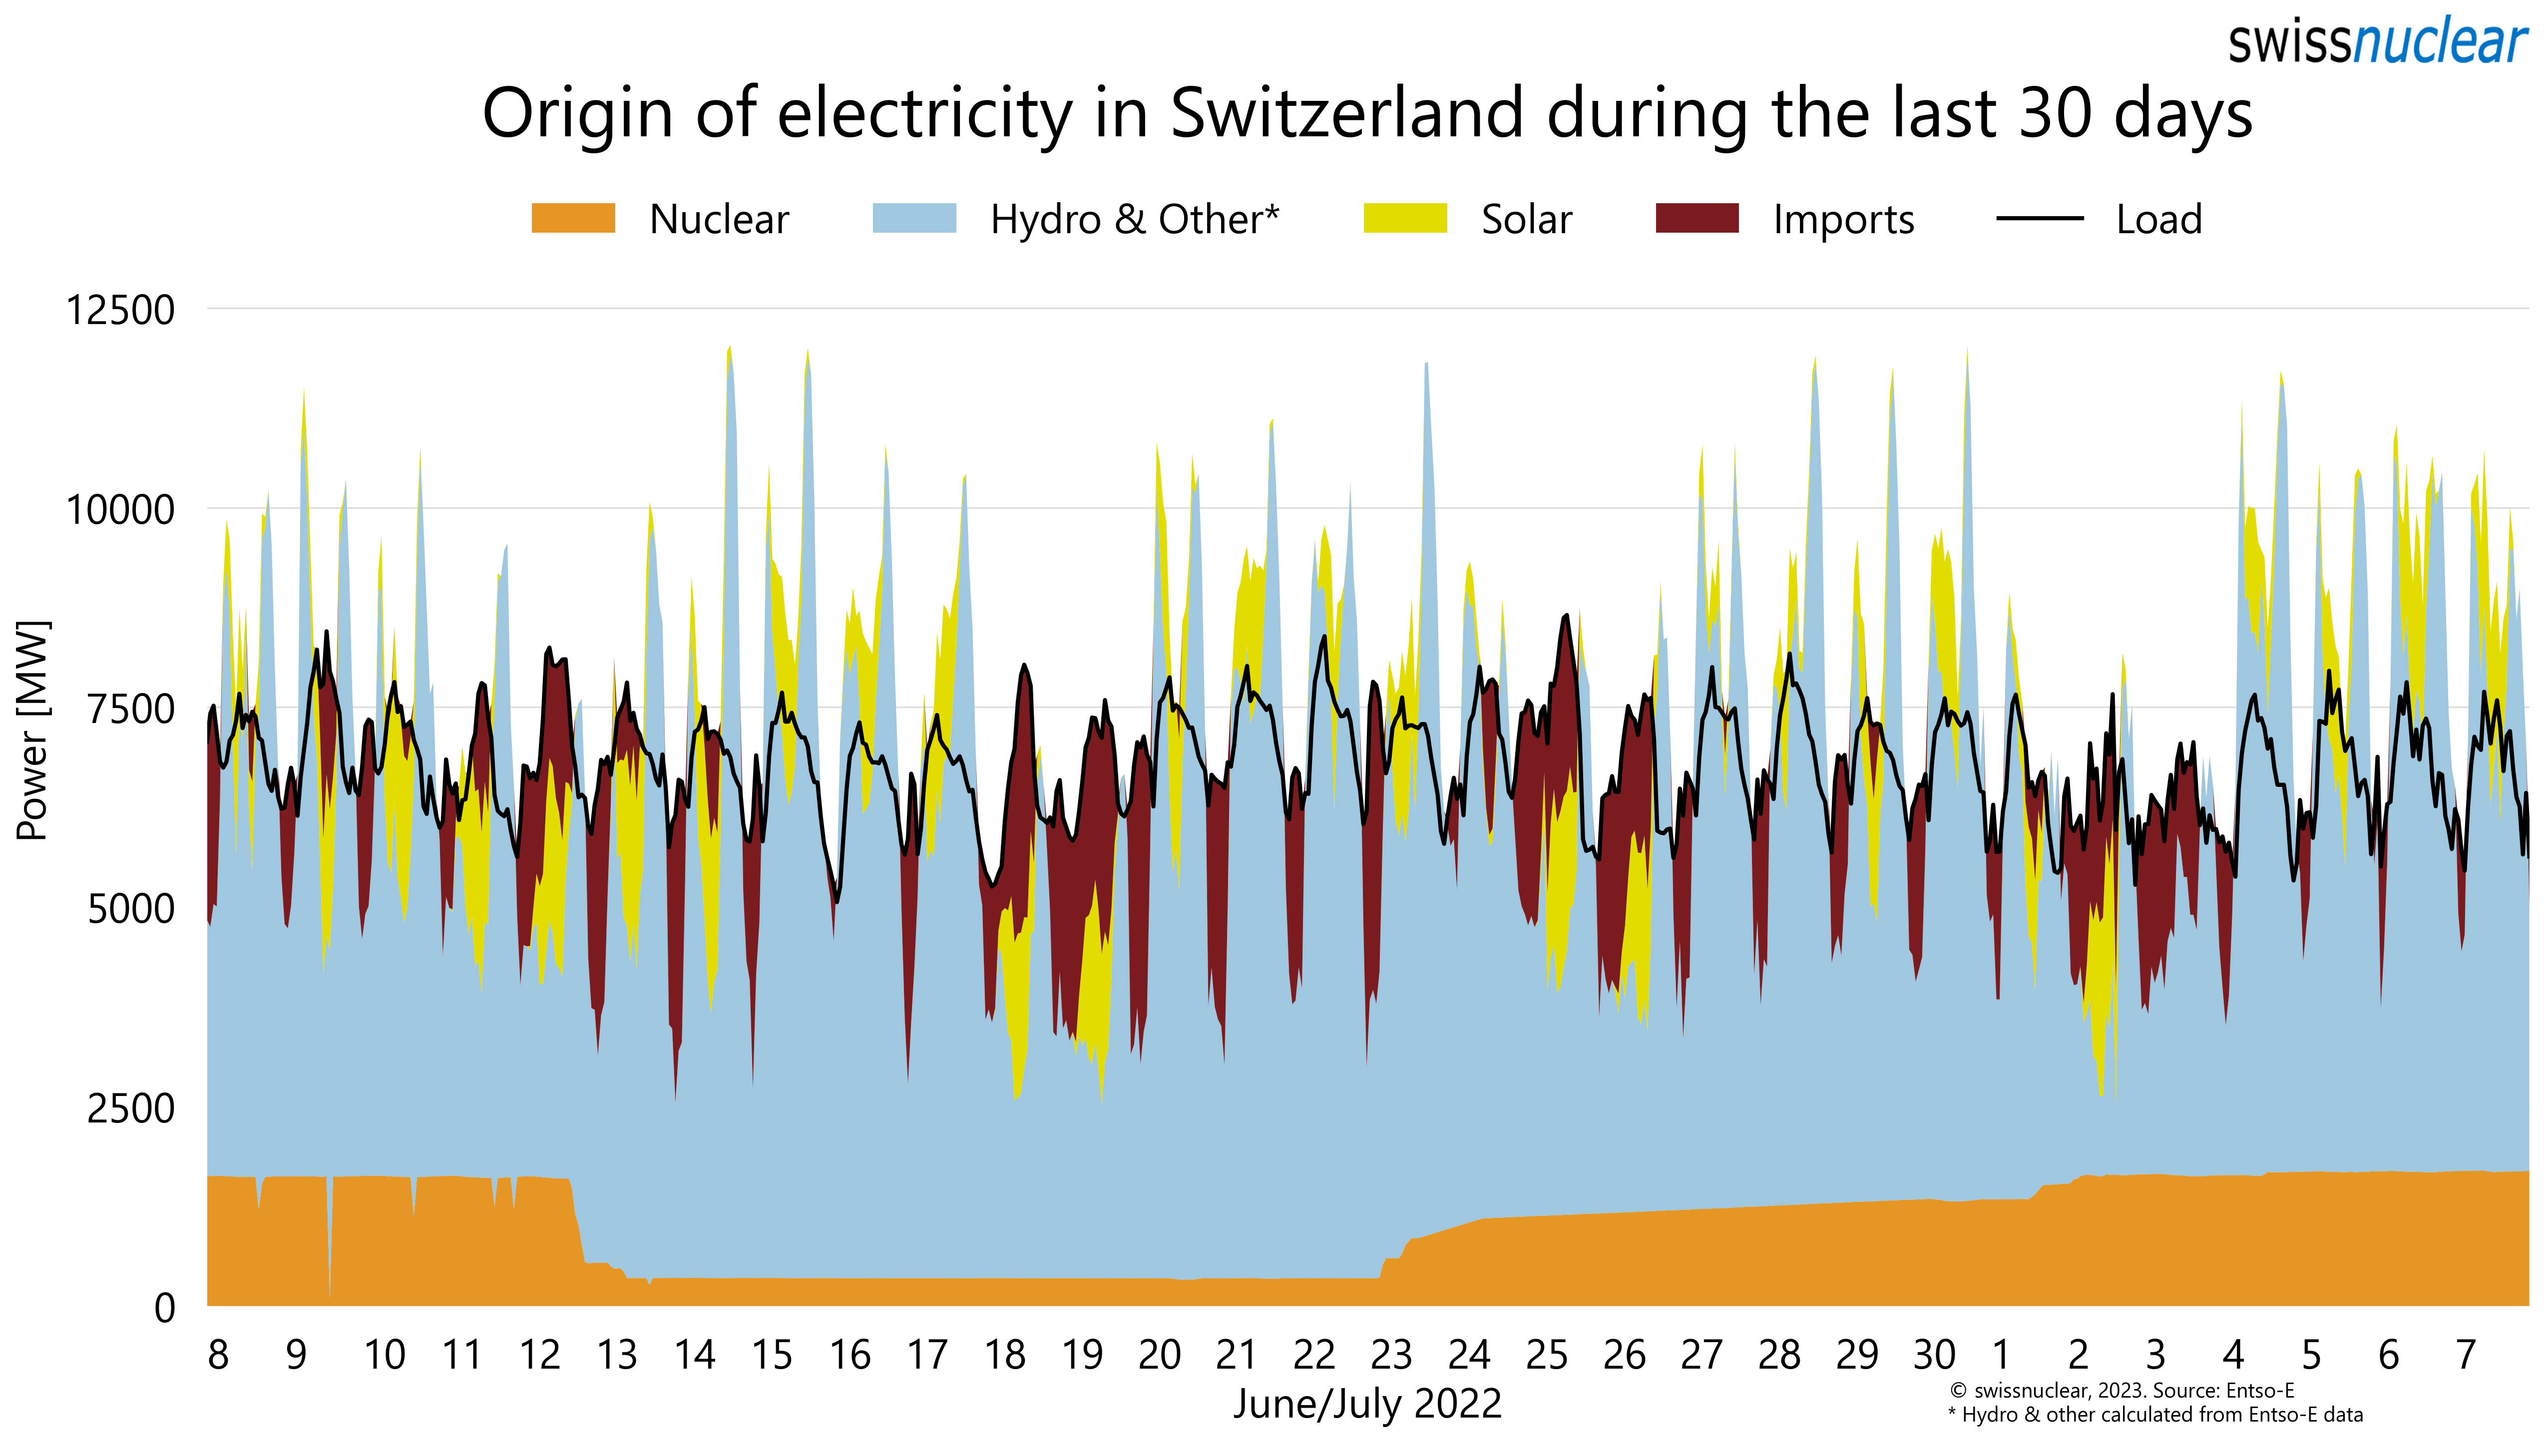 swissnuclear
Origin of electricity in Switzerland during the last 30 days
Nuclear Hydro & Other* Solar Imports Load
12500
10000
7500
5000
2500
0
Power [MW]
8 9 10 11 12 13 14 15 16 17 18 19 20 21 22 23 24 25 26 27 28 29 30 1 2 3 4 5 6 7
June/July 2022
© swissnuclear, 2023. Source: Entso-E
* Hydro & other calculated from Entso-E data